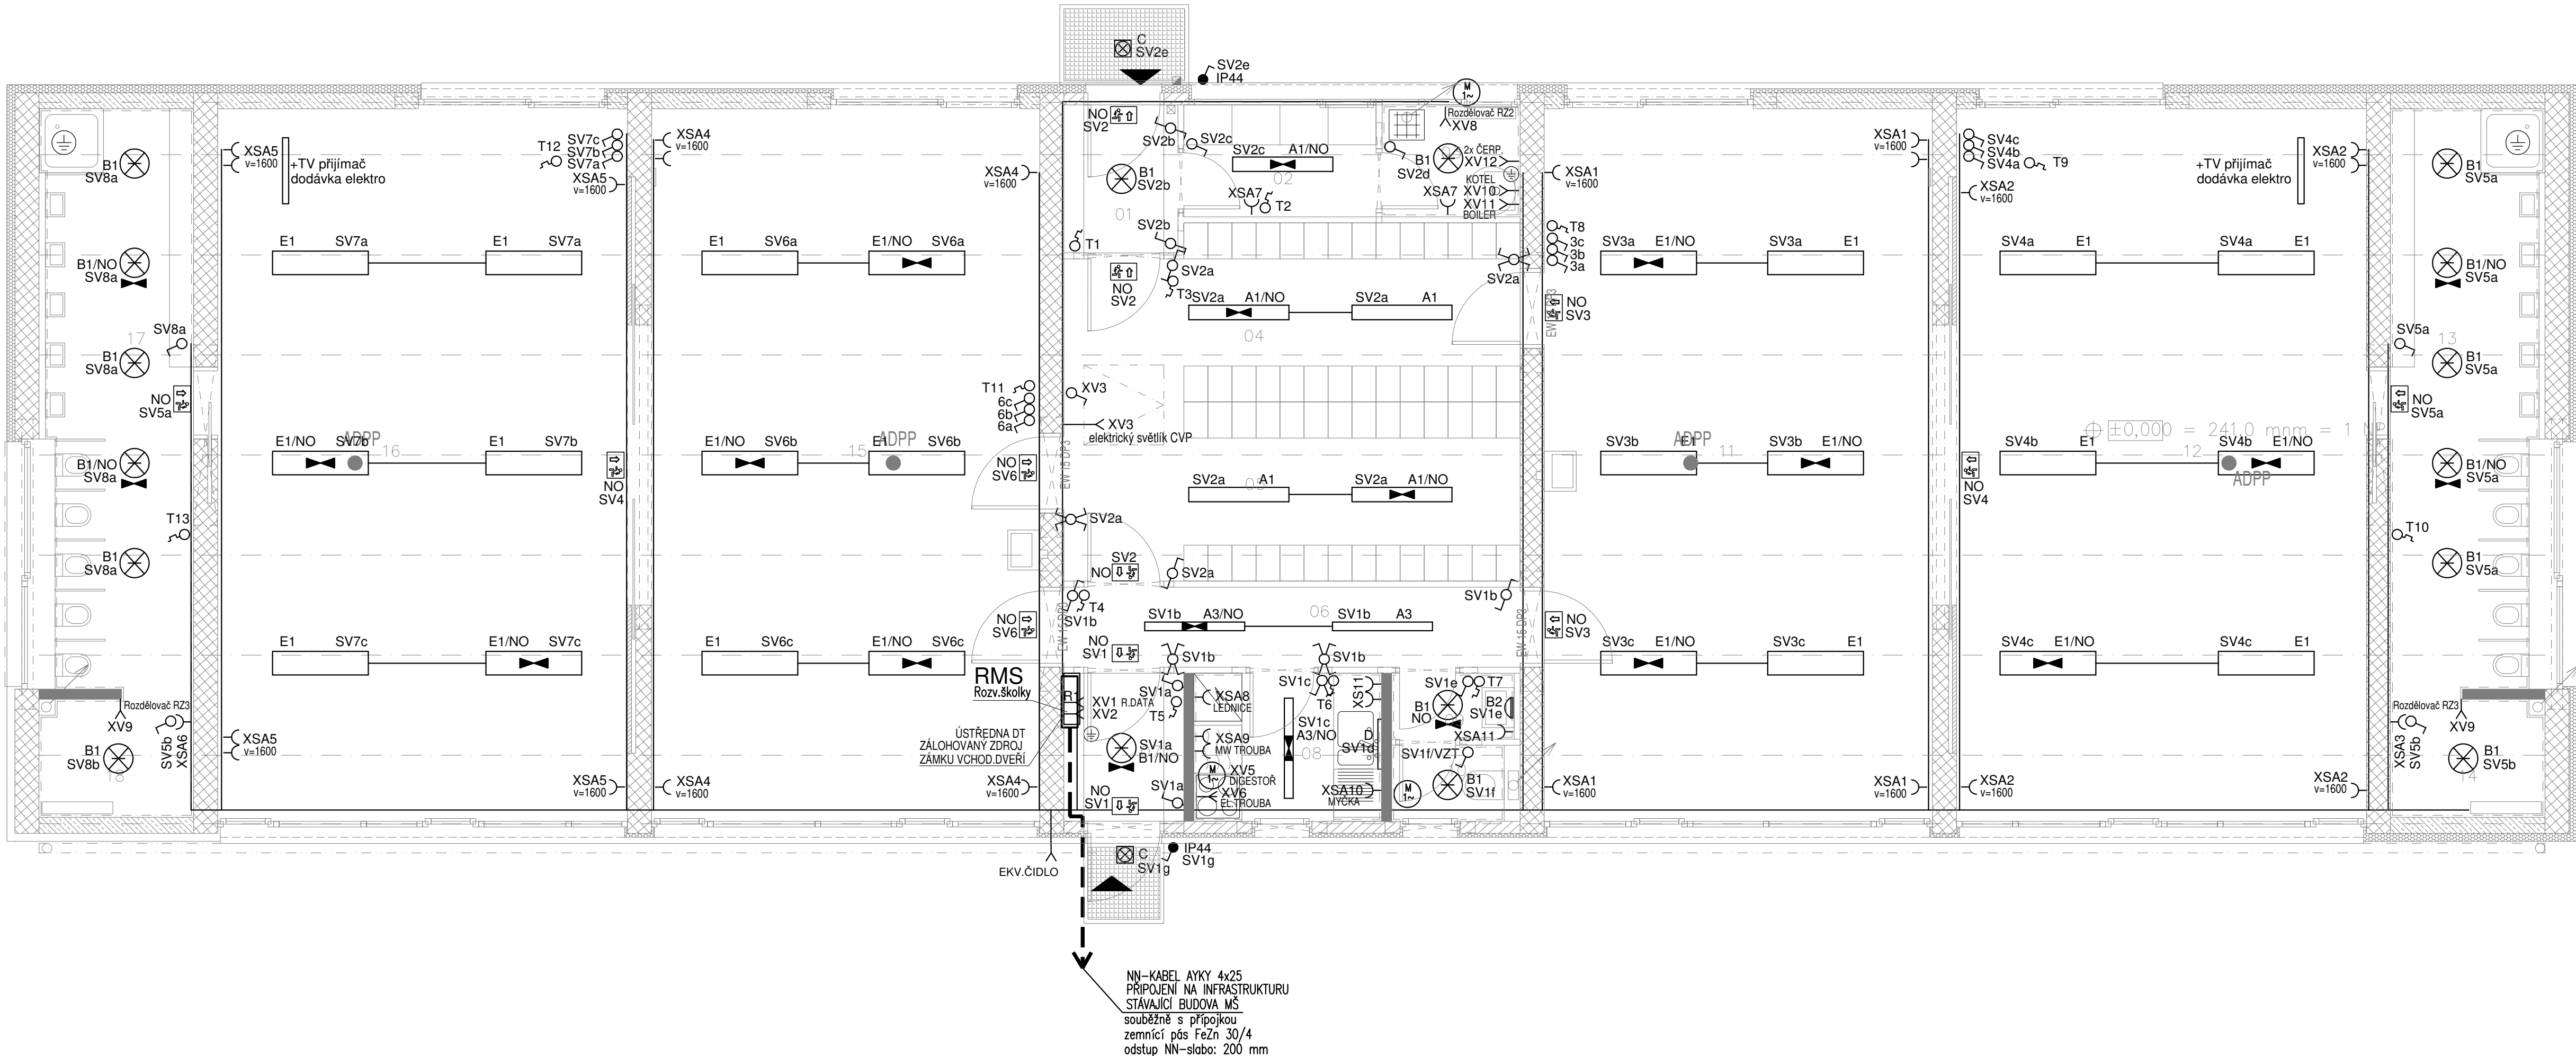 C
SV2e
SV2e
IP44
NO
SV2
SV2b
SV2c
SV2c A1/NO
02
M
1~
Rozdělovač RZ2
XV8
B1
SV2d
2x ČERP.
XV12
KOTEL
XV10
XV11
BOILER
XSA7
XSA7
T2
B1
SV2b
01
SV2b
T1
NO
SV2
SV2a
T3
SV2a A1/NO
SV2a A1
04
SV2a
B1
SV8a
B1/NO
SV8a
17
B1
SV8a
SV8a
NO
SV5a
B1/NO
SV8a
T13
B1
SV8a
Rozdělovač RZ3
XV9
SV5b
XSA6
B1
SV8b
18
XSA5
v=1600
+TV přijímač
dodávka elektro
T12
SV7c
SV7b
SV7a
XSA5
v=1600
E1 SV7a
E1 SV7a
E1/NO SV7b
ADPP
16
E1 SV7b
NO
SV4
E1 SV7c
E1/NO SV7c
XSA5
v=1600
XSA5
v=1600
XSA4
v=1600
XSA4
v=1600
E1 SV6a
E1/NO SV6a
T11
6c
6b
6a
E1/NO SV6b
ADPP
15
E1 SV6b
NO
SV6
NO
SV6
E1 SV6c
E1/NO SV6c
XSA4
v=1600
XSA4
v=1600
RMS
Rozv.školky
ÚSTŘEDNA DT
ZÁLOHOVANÝ ZDROJ
ZÁMKU VCHOD.DVEŘÍ
EKV.ČIDLO
XV3
XV3
elektrický světlík CVP
EW 15 DP3
SV2a A1
05
SV2a A1/NO
SV2a
SV2
NO
SV2a
T4
SV1b
SV1b
SV1b A3/NO
06
SV1b A3
NO
SV1
SV1b
SV1b
R1
XV1
XV2
R.DATA
SV1a
T5
XSA8
LEDNICE
SV1c
T6
XS11
SV1e
T7
B1
NO
B2
SV1e
XSA11
SV1a
B1/NO
XSA9
MW TROUBA
SV1c
A3/NO
08
D
SV1d
SV1f/VZT
M
1~
XV5
DIGESTOŘ
XV6
EL.TROUBA
XSA10
MYČKA
M
1~
B1
SV1f
NO
SV1
SV1a
C
SV1g
IP44
SV1g
XSA1
v=1600
XSA1
v=1600
T8
3c
3b
3a
NO
SV3
SV3a E1/NO
SV3a E1
SV3b E1
ADPP
11
SV3b E1/NO
NO
SV3
SV3c E1/NO
SV3c E1
XSA1
v=1600
XSA1
v=1600
SV4c
SV4b
SV4a
T9
XSA2
v=1600
+TV přijímač
dodávka elektro
XSA2
v=1600
SV4a E1
SV4a E1
±0,000 = 241,0 mnm = 1 NP
SV4b E1
12
SV4b E1/NO
ADPP
NO
SV4
SV4c E1/NO
SV4c E1
XSA2
v=1600
XSA2
v=1600
B1
SV5a
B1/NO
SV5a
SV5a
13
B1
SV5a
NO
SV5a
B1/NO
SV5a
T10
B1
SV5a
Rozdělovač RZ3
XV9
XSA3
SV5b
B1
SV5b
14
NN-KABEL AYKY 4x25
PŘIPOJENÍ NA INFRASTRUKTURU
STÁVAJÍCÍ BUDOVA MŠ
souběžně s přípojkou
zemnící pás FeZn 30/4
odstup NN-slabo: 200 mm